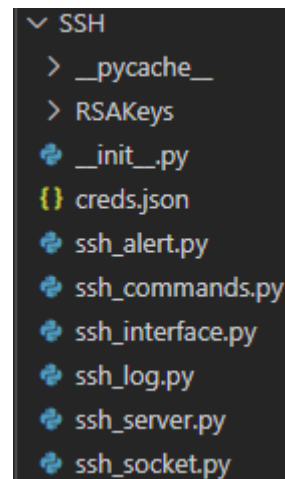 SSH
__pycache__
RSAKeys
__init__.py
creds.json
ssh_alert.py
ssh_commands.py
ssh_interface.py
ssh_log.py
ssh_server.py
ssh_socket.py